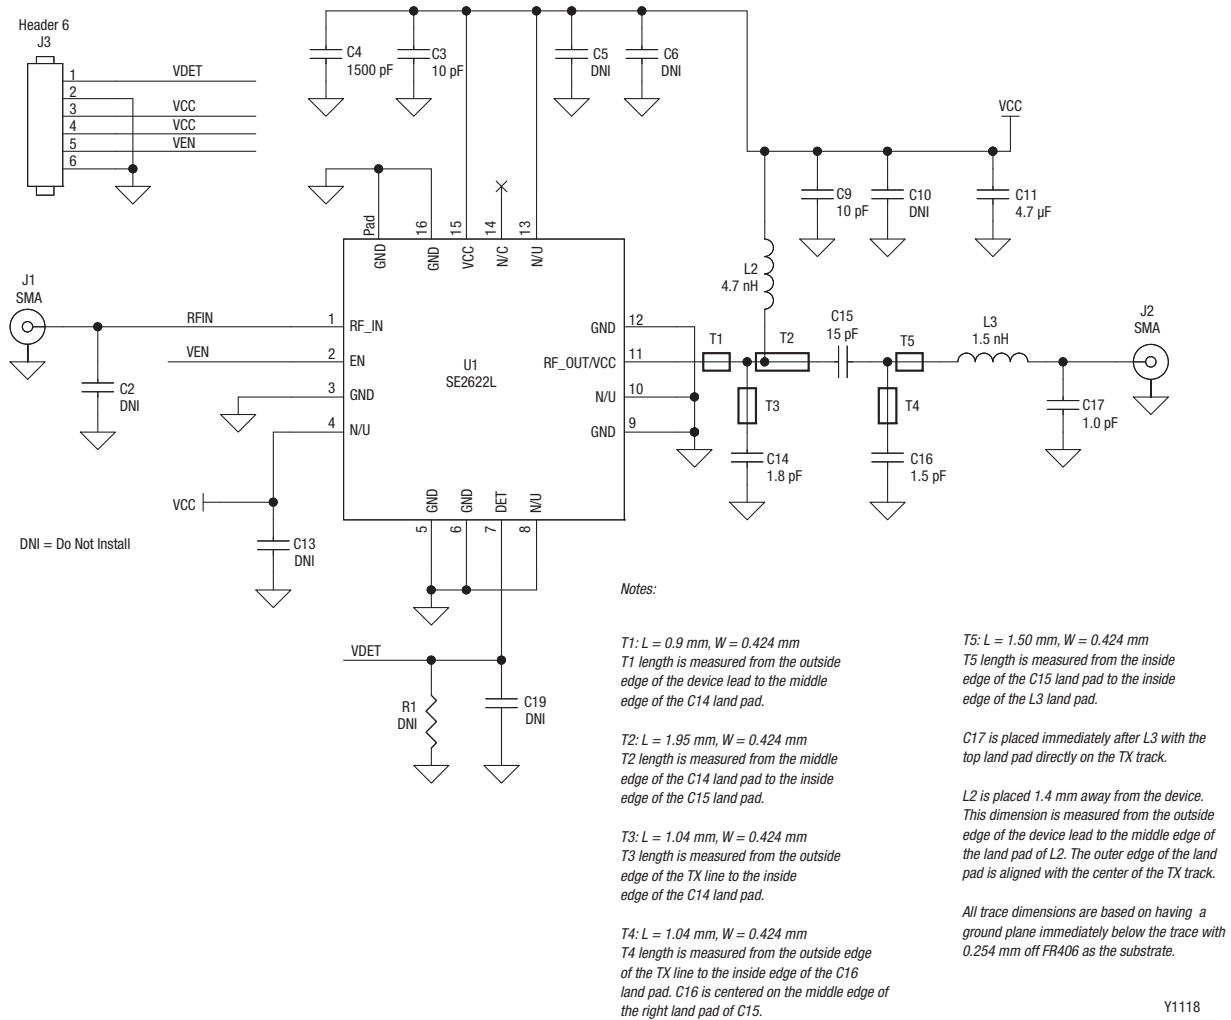 Header 6
J3
1
VDET
2
3
VCC
4
VCC
5
VEN
6
C4
1500 pF
C3
10 pF
C5
DNI
C6
DNI
VCC
C9
10 pF
C10
DNI
C11
4.7 µF
Pad
GND
16
GND
15
VCC
14
N/C
13
N/U
L2
4.7 nH
J1
SMA
RFIN
1
RF_IN
VEN
2
EN
3
GND
4
N/U
C2
DNI
VCC
C13
DNI
U1
SE2622L
GND
12
RF_OUT/VCC
11
N/U
10
GND
9
T1
T2
C15
15 pF
T5
L3
1.5 nH
J2
SMA
T3
T4
C14
1.8 pF
C16
1.5 pF
C17
1.0 pF
GND
5
GND
6
DET
7
N/U
8
DNI = Do Not Install
VDET
R1
DNI
C19
DNI
Notes:
T1: L = 0.9 mm, W = 0.424 mm
T1 length is measured from the outside
edge of the device lead to the middle
edge of the C14 land pad.
T2: L = 1.95 mm, W = 0.424 mm
T2 length is measured from the middle
edge of the C14 land pad to the inside
edge of the C15 land pad.
T3: L = 1.04 mm, W = 0.424 mm
T3 length is measured from the outside
edge of the TX line to the inside
edge of the C14 land pad.
T4: L = 1.04 mm, W = 0.424 mm
T4 length is measured from the outside edge
of the TX line to the inside edge of the C16
land pad. C16 is centered on the middle edge of
the right land pad of C15.
T5: L = 1.50 mm, W = 0.424 mm
T5 length is measured from the inside
edge of the C15 land pad to the inside
edge of the L3 land pad.
C17 is placed immediately after L3 with the
top land pad directly on the TX track.
L2 is placed 1.4 mm away from the device.
This dimension is measured from the outside
edge of the device lead to the middle edge of
the land pad of L2. The outer edge of the land
pad is aligned with the center of the TX track.
All trace dimensions are based on having a
ground plane immediately below the trace with
0.254 mm off FR406 as the substrate.
Y1118